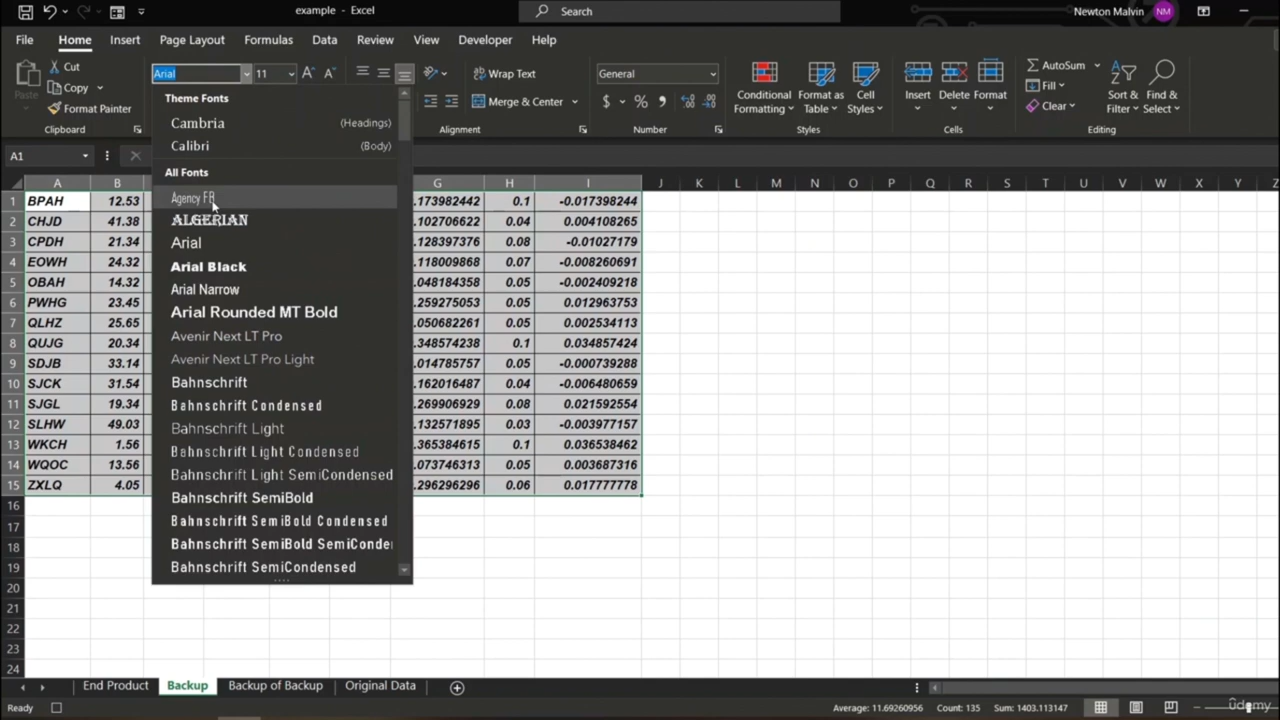 example - Excel
Search
Newton Malvin
NM
File Home Insert Page Layout Formulas Data Review View Developer Help
Cut
Copy
Format Painter
Paste
Clipboard
Arial
11
Wrap Text
Merge & Center
Alignment
General
$ %
Number
Conditional Formatting
Format as Table
Cell Styles
Styles
Insert Delete Format
Cells
AutoSum
Fill
Clear
Sort & Filter
Find & Select
Editing
A1
Theme Fonts
Cambria (Headings)
Calibri (Body)
All Fonts
Agency FB
ALGERIAN
Arial
Arial Black
Arial Narrow
Arial Rounded MT Bold
Avenir Next LT Pro
Avenir Next LT Pro Light
Bahnschrift
Bahnschrift Condensed
Bahnschrift Light
Bahnschrift Light Condensed
Bahnschrift Light SemiCondensed
Bahnschrift SemiBold
Bahnschrift SemiBold Condensed
Bahnschrift SemiBold SemiConde
Bahnschrift SemiCondensed
A B G H I J K L M N O P Q R S T U V W X Y Z
1 BPAH 12.53 .173982442 0.1 -0.017398244
2 CHJD 41.38 .102706622 0.04 0.004108265
3 CPDH 21.34 .128397376 0.08 -0.01027179
4 EOWH 24.32 .118009868 0.07 -0.008260691
5 OBAH 14.32 .048184358 0.05 -0.002409218
6 PWHG 23.45 .259275053 0.05 0.012963753
7 QLHZ 25.65 .050682261 0.05 0.002534113
8 QUJG 20.34 .348574238 0.1 0.034857424
9 SDJB 33.14 .014785757 0.05 -0.000739288
10 SJCK 31.54 .162016487 0.04 -0.006480659
11 SJGL 19.34 .269906929 0.08 0.021592554
12 SLHW 49.03 .132571895 0.03 -0.003977157
13 WKCH 1.56 .365384615 0.1 0.036538462
14 WQOC 13.56 .073746313 0.05 0.003687316
15 ZXLQ 4.05 .296296296 0.06 0.017777778
16
17
18
19
20
21
22
23
24
End Product Backup Backup of Backup Original Data
Ready
Average: 11.69260956 Count: 135 Sum: 1403.113147
ûdemy